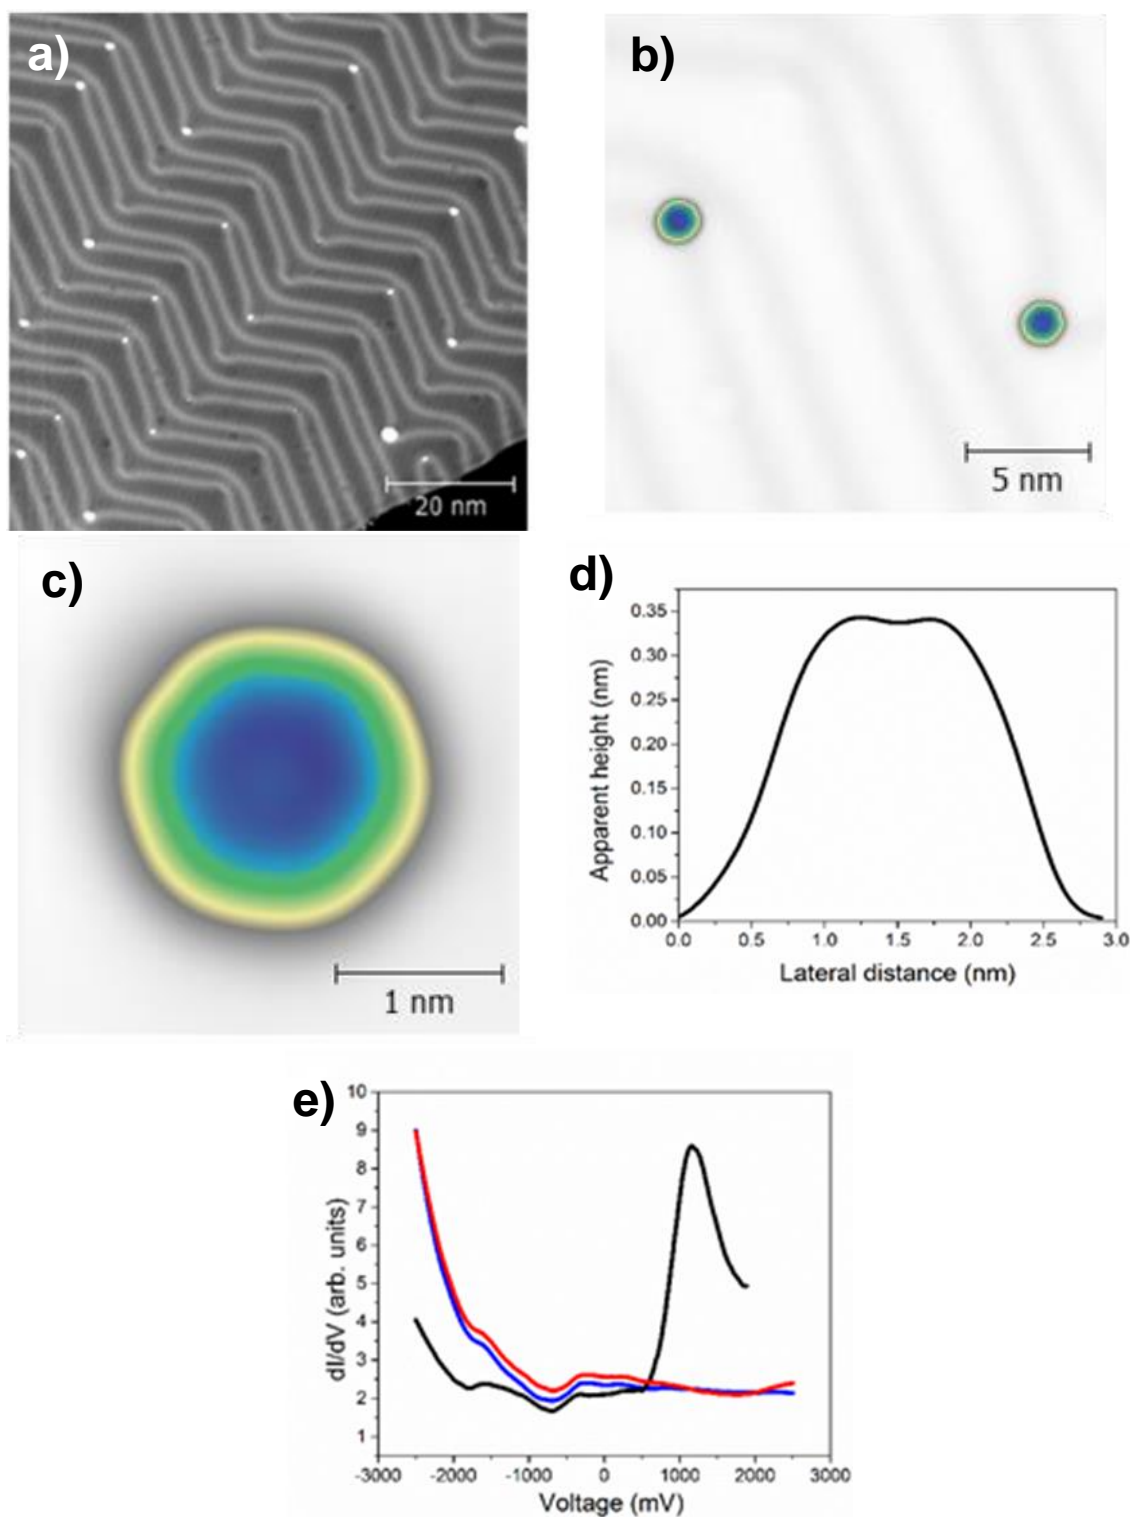 a)
20 nm
b)
5 nm
c)
1 nm
d)
Apparent height (nm)
0.35
0.30
0.25
0.20
0.15
0.10
0.05
0.00
0.0 0.5 1.0 1.5 2.0 2.5 3.0
Lateral distance (nm)
e)
dI/dV (arb. units)
10
9
8
7
6
5
4
3
2
1
-3000 -2000 -1000 0 1000 2000 3000
Voltage (mV)